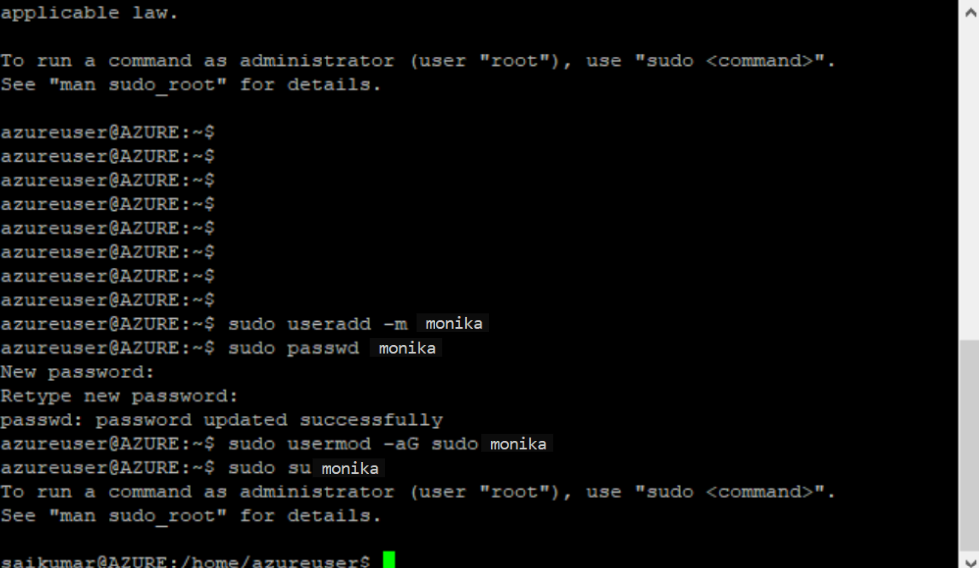 applicable law.
To run a command as administrator (user "root"), use "sudo <command>".
See "man sudo_root" for details.
azureuser@AZURE:~$
azureuser@AZURE:~$
azureuser@AZURE:~$
azureuser@AZURE:~$
azureuser@AZURE:~$
azureuser@AZURE:~$
azureuser@AZURE:~$
azureuser@AZURE:~$
azureuser@AZURE:~$ sudo useradd -m monika
azureuser@AZURE:~$ sudo passwd monika
New password:
Retype new password:
passwd: password updated successfully
azureuser@AZURE:~$ sudo usermod -aG sudo monika
azureuser@AZURE:~$ sudo su monika
To run a command as administrator (user "root"), use "sudo <command>".
See "man sudo_root" for details.
saikumar@AZURE:/home/azureuser$